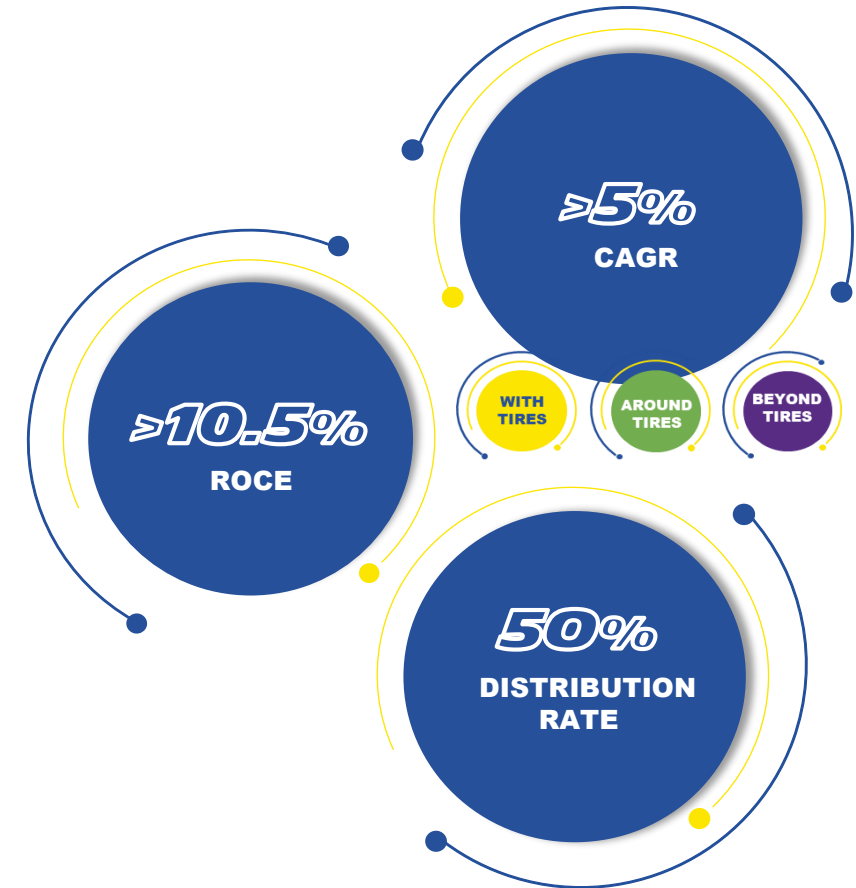 >5%
CAGR
WITH
TIRES
AROUND
TIRES
BEYOND
TIRES
>10.5%
ROCE
50%
DISTRIBUTION
RATE